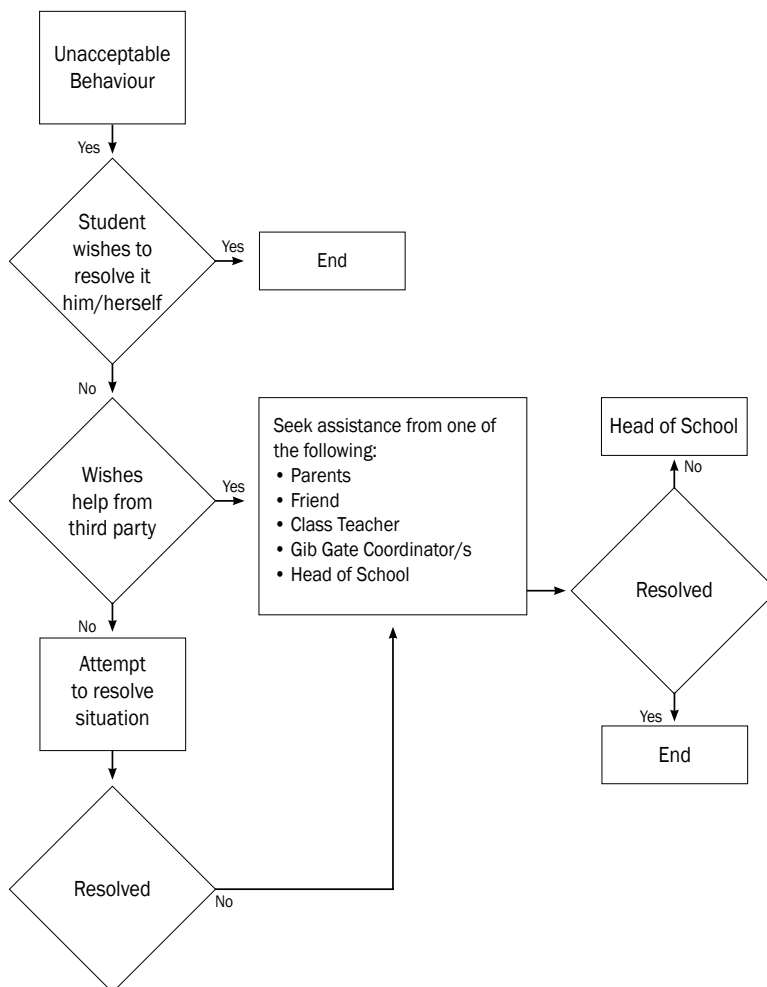 Unacceptable
Behaviour
Yes
Student
wishes to
resolve it
him/herself
Yes
End
No
Wishes
help from
third party
Yes
Seek assistance from one of
the following:
• Parents
• Friend
• Class Teacher
• Gib Gate Coordinator/s
• Head of School
Head of School
No
Resolved
Yes
End
No
Attempt
to resolve
situation
Resolved
No